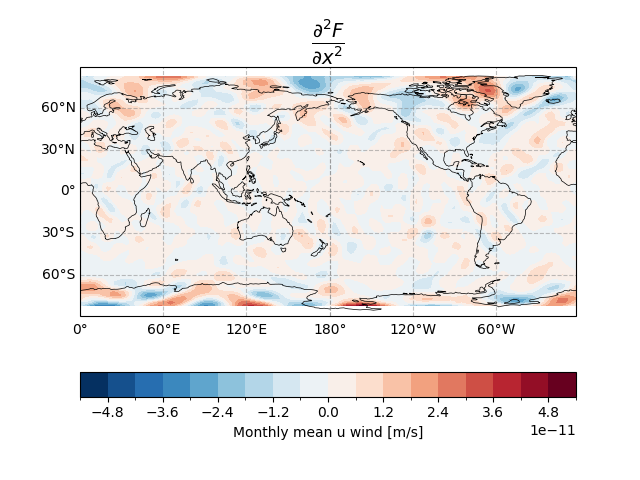 ∂²F
∂x²
60°N
30°N
0°
30°S
60°S
0° 60°E 120°E 180° 120°W 60°W
−4.8 −3.6 −2.4 −1.2 0.0 1.2 2.4 3.6 4.8
1e−11
Monthly mean u wind [m/s]